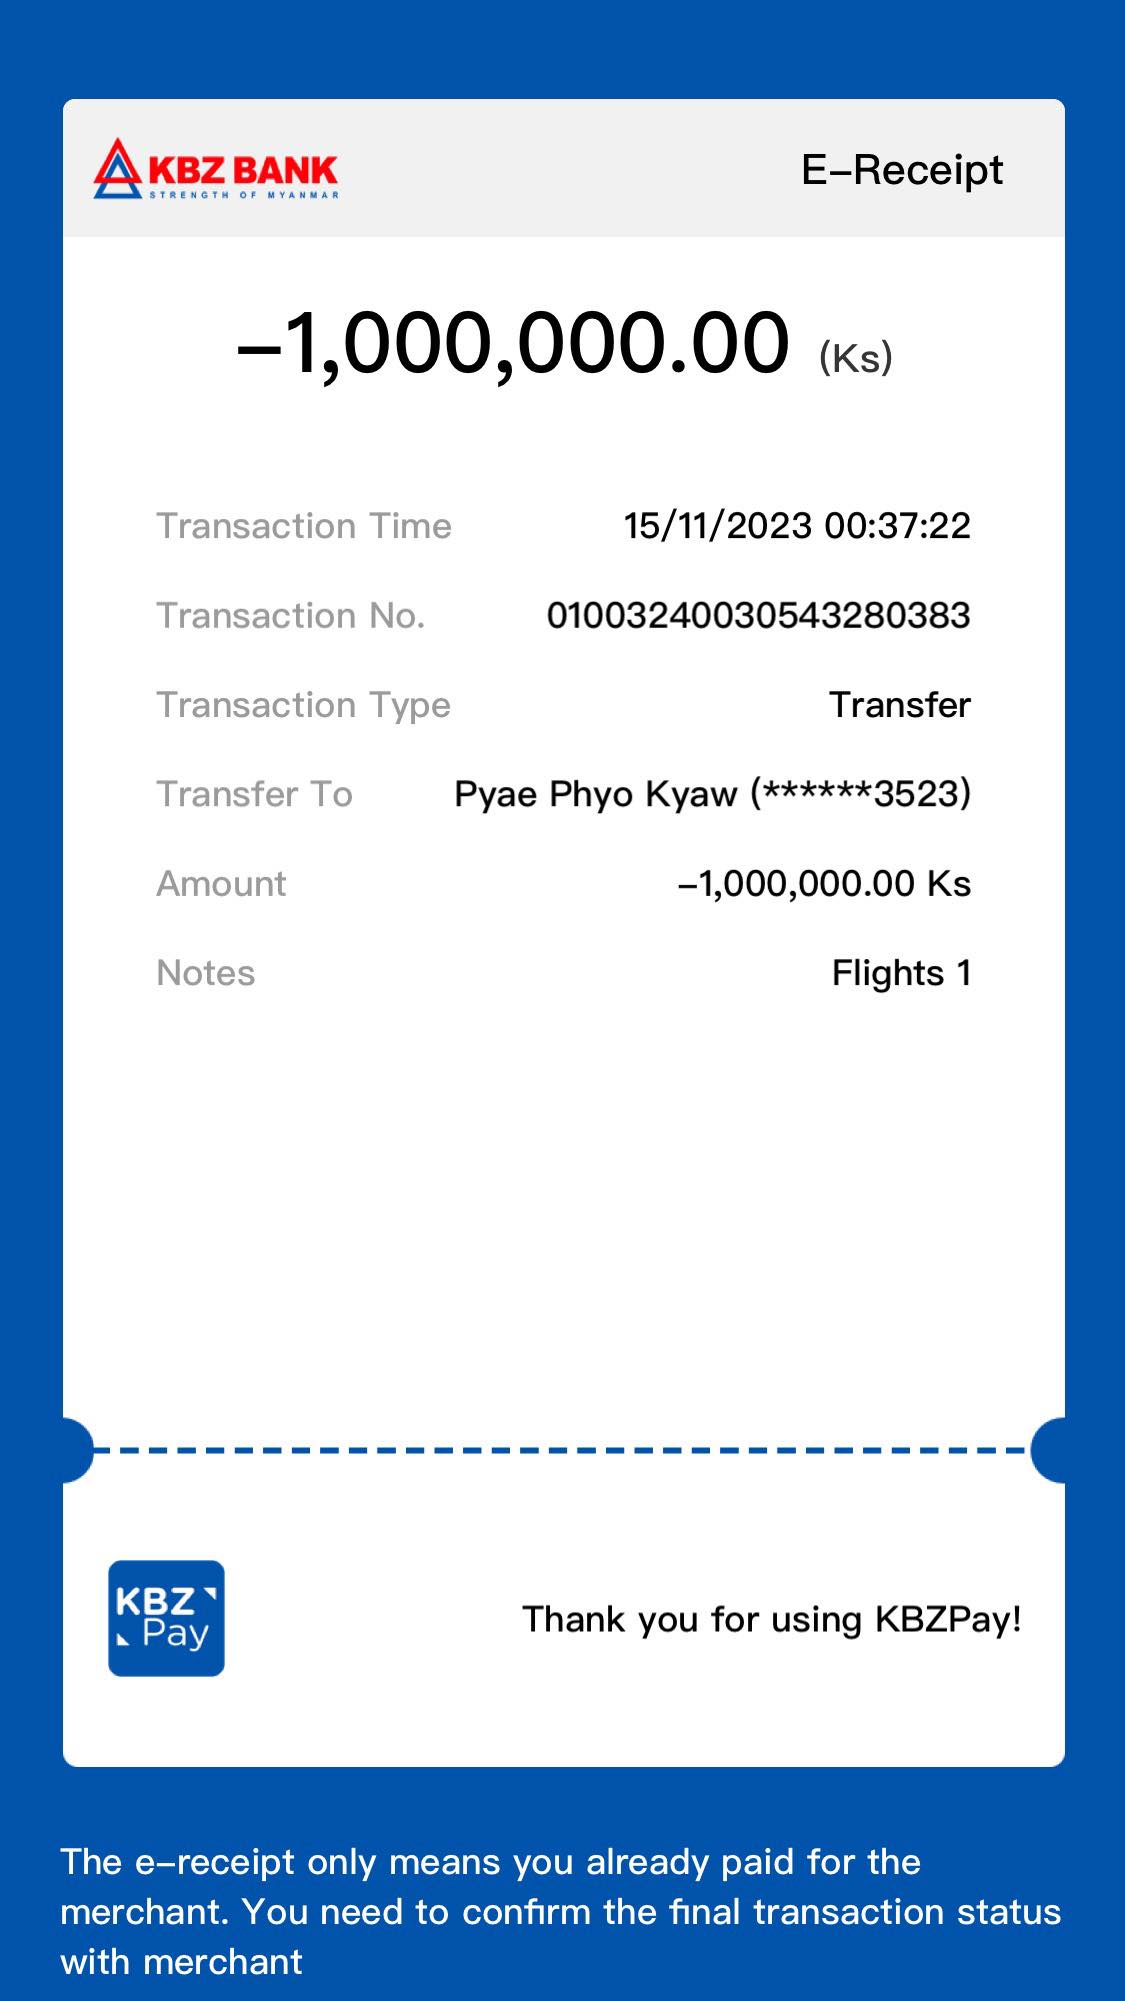 KBZ BANK
STRENGTH OF MYANMAR
E-Receipt
-1,000,000.00 (Ks)
Transaction Time 15/11/2023 00:37:22
Transaction No. 01003240030543280383
Transaction Type Transfer
Transfer To Pyae Phyo Kyaw (******3523)
Amount -1,000,000.00 Ks
Notes Flights 1
KBZ
Pay
Thank you for using KBZPay!
The e-receipt only means you already paid for the
merchant. You need to confirm the final transaction status
with merchant